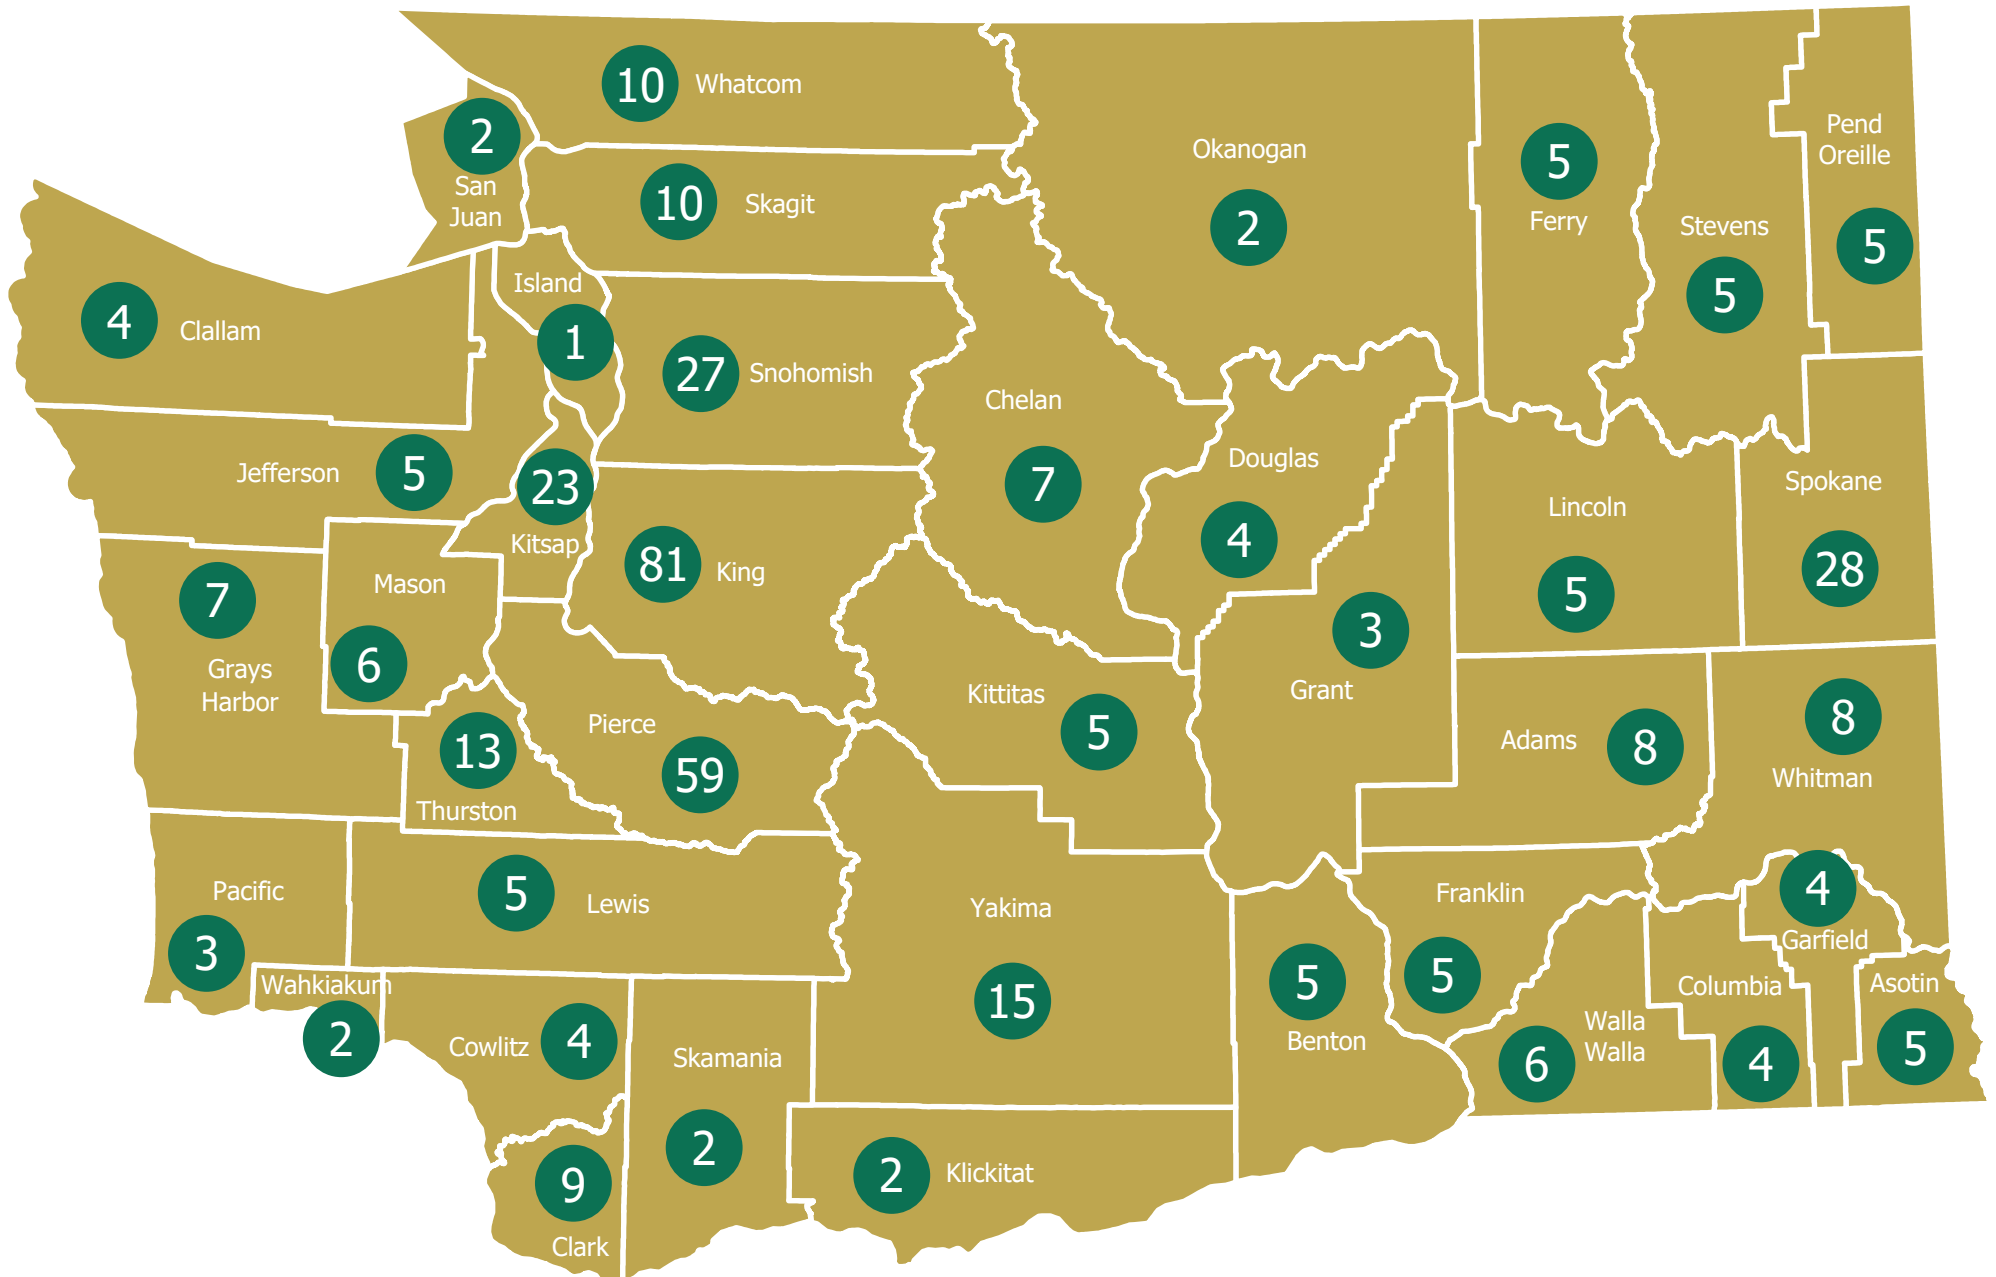 10 Whatcom
2
San
Juan
10 Skagit
Okanogan
2
5
Ferry
Stevens
5
Pend
Oreille
5
4 Clallam
Island
1
27 Snohomish
Chelan
7
Jefferson 5
23
Kitsap
81 King
Douglas
4
Lincoln
5
Spokane
28
7
Grays
Harbor
Mason
6
3
Grant
Kittitas
5
13
Thurston
Pierce
59
Adams 8
8
Whitman
Pacific
3
5 Lewis
Yakima
15
Franklin
5
4
Garfield
Wahkiakum
2
Cowlitz 4
Skamania
2
5
Benton
Walla
Walla
6
Columbia
4
Asotin
5
9
Clark
2 Klickitat